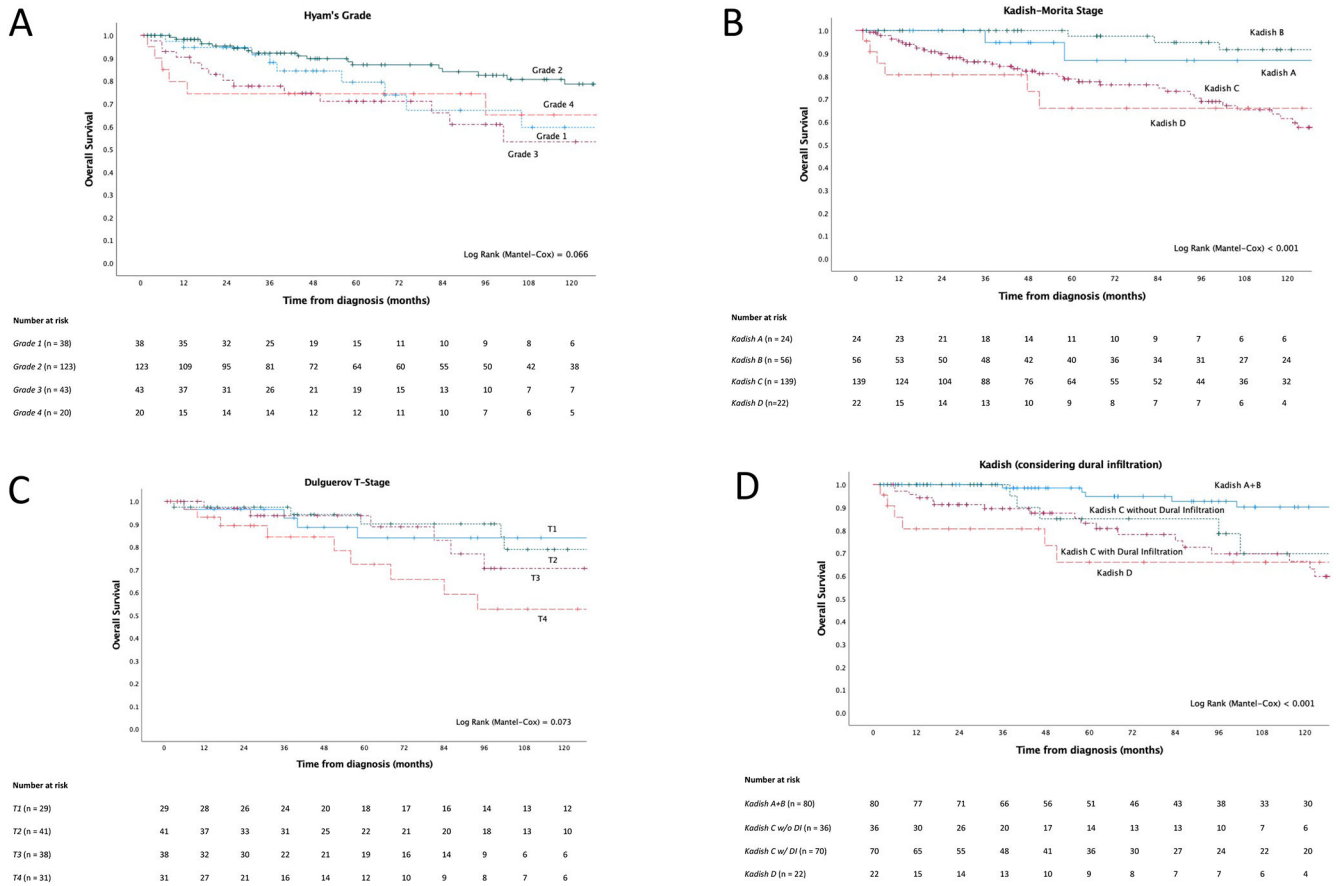 A
Hyam's Grade
Overall Survival
1.0
0.9
0.8
0.7
0.6
0.5
0.4
0.3
0.2
0.1
0.0
Grade 2
Grade 4
Grade 1
Grade 3
Log Rank (Mantel-Cox) = 0.066
0 12 24 36 48 60 72 84 96 108 120
Time from diagnosis (months)
Number at risk
Grade 1 (n = 38) 38 35 32 25 19 15 11 10 9 8 6
Grade 2 (n = 123) 123 109 95 81 72 64 60 55 50 42 38
Grade 3 (n = 43) 43 37 31 26 21 19 15 13 10 7 7
Grade 4 (n = 20) 20 15 14 14 12 12 11 10 7 6 5
B
Kadish-Morita Stage
Overall Survival
1.0
0.9
0.8
0.7
0.6
0.5
0.4
0.3
0.2
0.1
0.0
Kadish B
Kadish A
Kadish C
Kadish D
Log Rank (Mantel-Cox) < 0.001
0 12 24 36 48 60 72 84 96 108 120
Time from diagnosis (months)
Number at risk
Kadish A (n = 24) 24 23 21 18 14 11 10 9 7 6 6
Kadish B (n = 56) 56 53 50 48 42 40 36 34 31 27 24
Kadish C (n = 139) 139 124 104 88 76 64 55 52 44 36 32
Kadish D (n=22) 22 15 14 13 10 9 8 7 7 6 4
C
Dulguerov T-Stage
Overall Survival
1.0
0.9
0.8
0.7
0.6
0.5
0.4
0.3
0.2
0.1
0.0
T1
T2
T3
T4
Log Rank (Mantel-Cox) = 0.073
0 12 24 36 48 60 72 84 96 108 120
Time from diagnosis (months)
Number at risk
T1 (n = 29) 29 28 26 24 20 18 17 16 14 13 12
T2 (n = 41) 41 37 33 31 25 22 21 20 18 13 10
T3 (n = 38) 38 32 30 22 21 19 16 14 9 6 6
T4 (n = 31) 31 27 21 16 14 12 10 9 8 7 6
D
Kadish (considering dural infiltration)
Overall Survival
1.0
0.9
0.8
0.7
0.6
0.5
0.4
0.3
0.2
0.1
0.0
Kadish A+B
Kadish C without Dural Infiltration
Kadish C with Dural Infiltration
Kadish D
Log Rank (Mantel-Cox) < 0.001
0 12 24 36 48 60 72 84 96 108 120
Time from diagnosis (months)
Number at risk
Kadish A+B (n = 80) 80 77 71 66 56 51 46 43 38 33 30
Kadish C w/o DI (n = 36) 36 30 26 20 17 14 13 13 10 7 6
Kadish C w/ DI (n = 70) 70 65 55 48 41 36 30 27 24 22 20
Kadish D (n = 22) 22 15 14 13 10 9 8 7 7 6 4